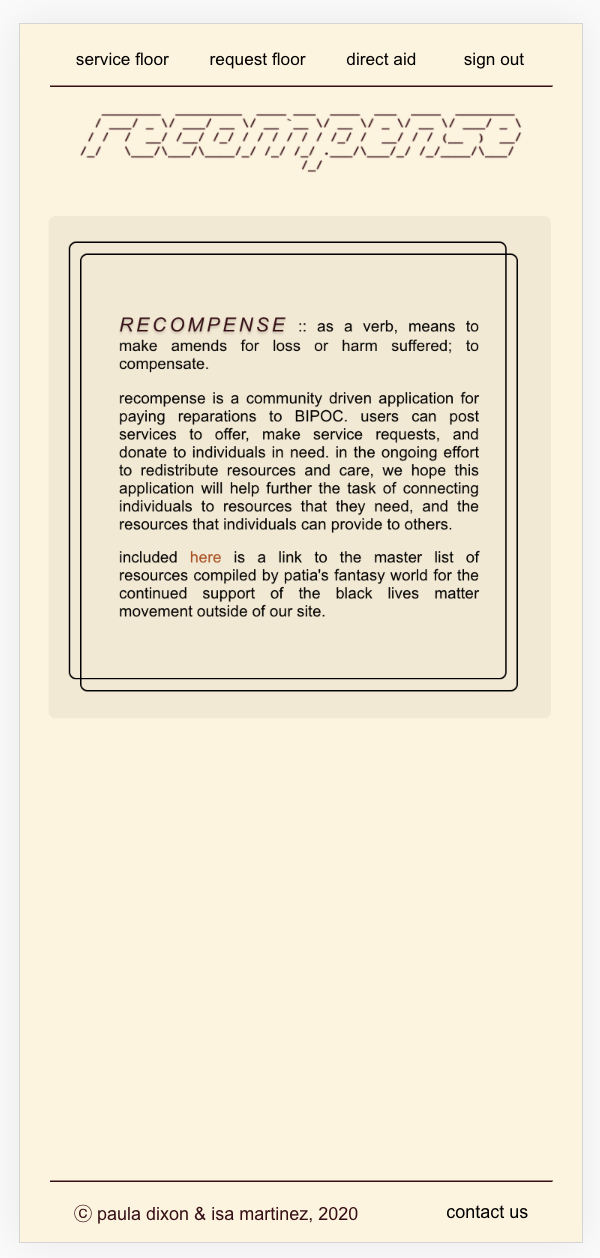 service floor request floor direct aid sign out
recompense
RECOMPENSE :: as a verb, means to
make amends for loss or harm suffered; to
compensate.
recompense is a community driven application for
paying reparations to BIPOC. users can post
services to offer, make service requests, and
donate to individuals in need. in the ongoing effort
to redistribute resources and care, we hope this
application will help further the task of connecting
individuals to resources that they need, and the
resources that individuals can provide to others.
included here is a link to the master list of
resources compiled by patia's fantasy world for the
continued support of the black lives matter
movement outside of our site.
ⓒ paula dixon & isa martinez, 2020 contact us